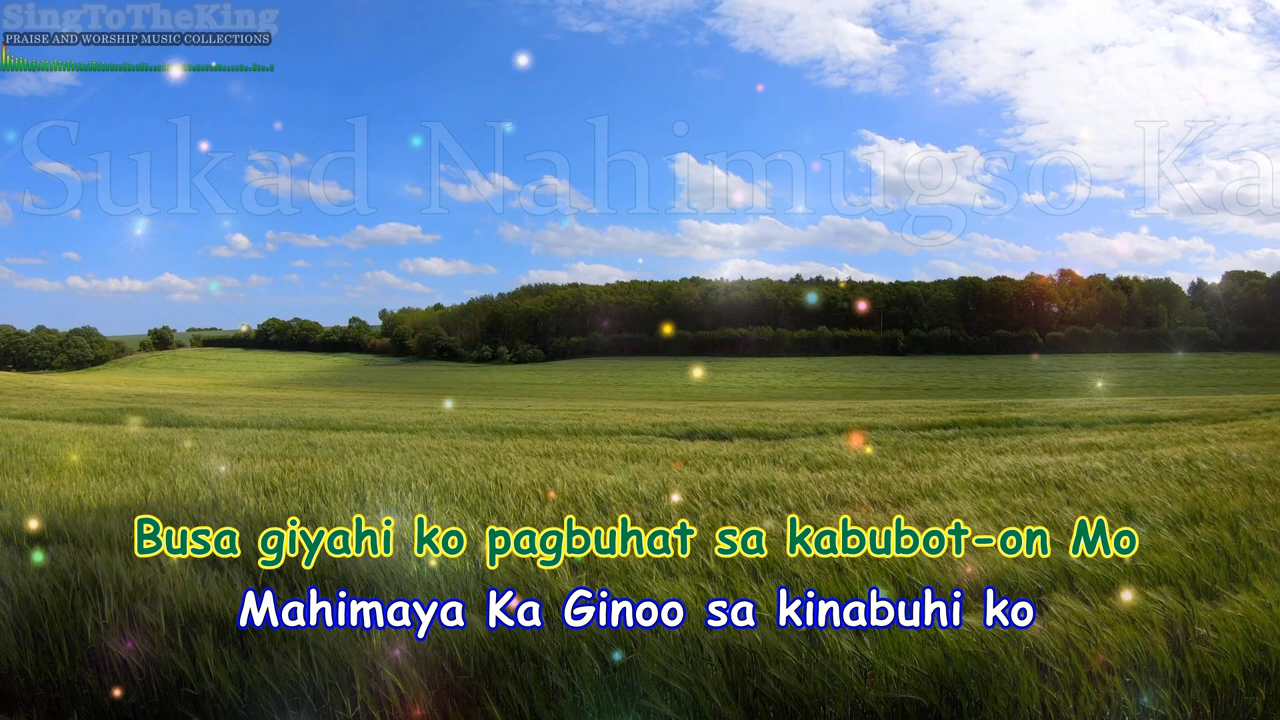 SingToTheKing
PRAISE AND WORSHIP MUSIC COLLECTIONS
Sukad Nahimugso Ka
Busa giyahi ko pagbuhat sa kabubot-on Mo
Mahimaya Ka Ginoo sa kinabuhi ko